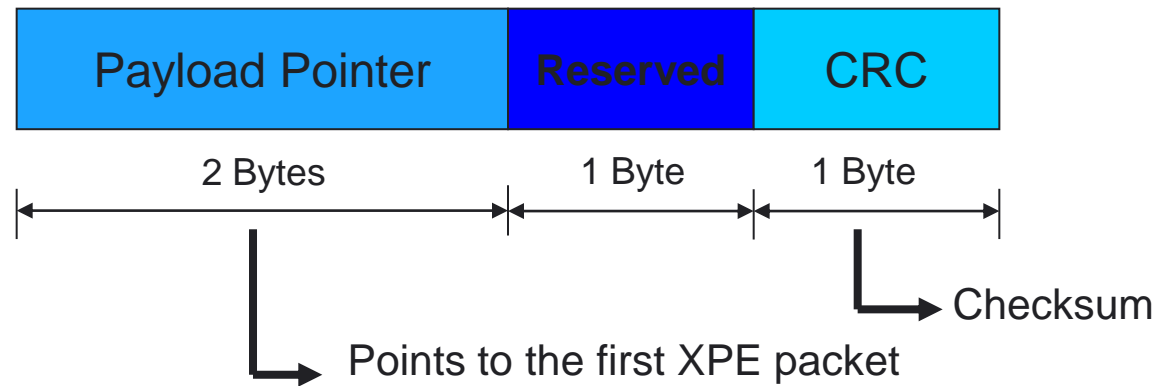 Payload Pointer Reserved CRC
2 Bytes 1 Byte 1 Byte
Checksum
Points to the first XPE packet